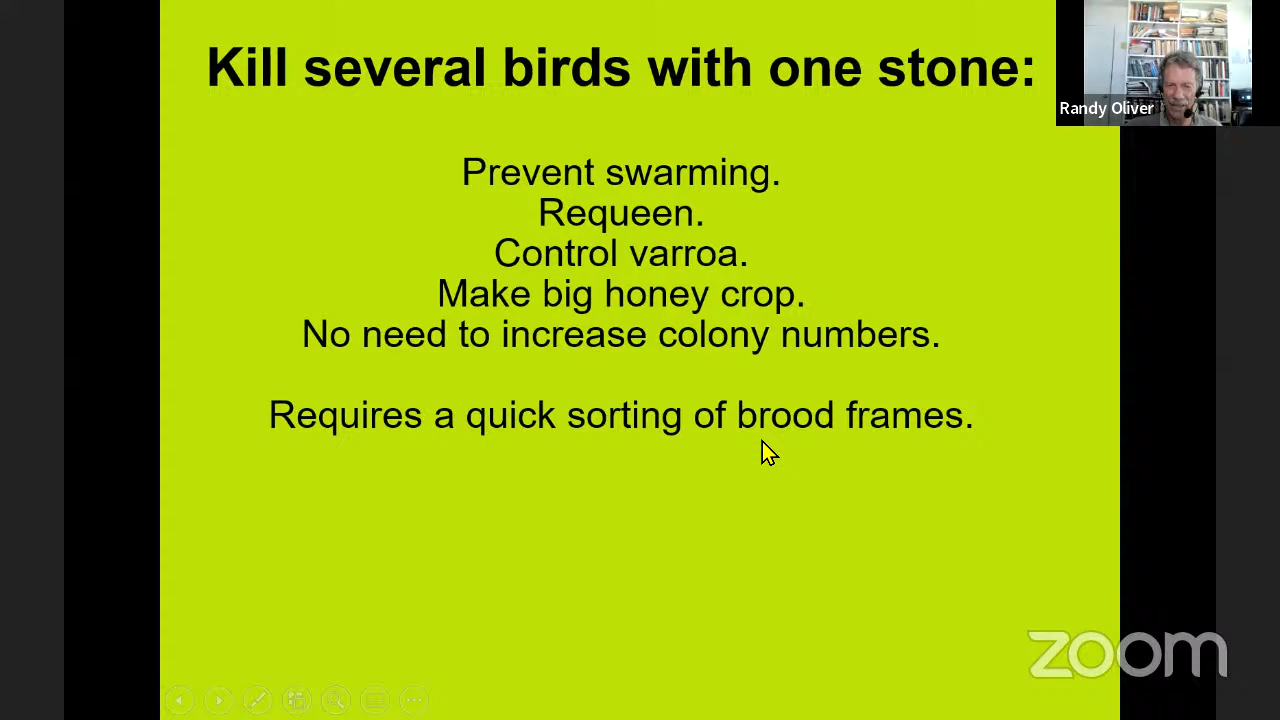 Kill several birds with one stone:
Randy Oliver
Prevent swarming.
Requeen.
Control varroa.
Make big honey crop.
No need to increase colony numbers.
Requires a quick sorting of brood frames.
zoom